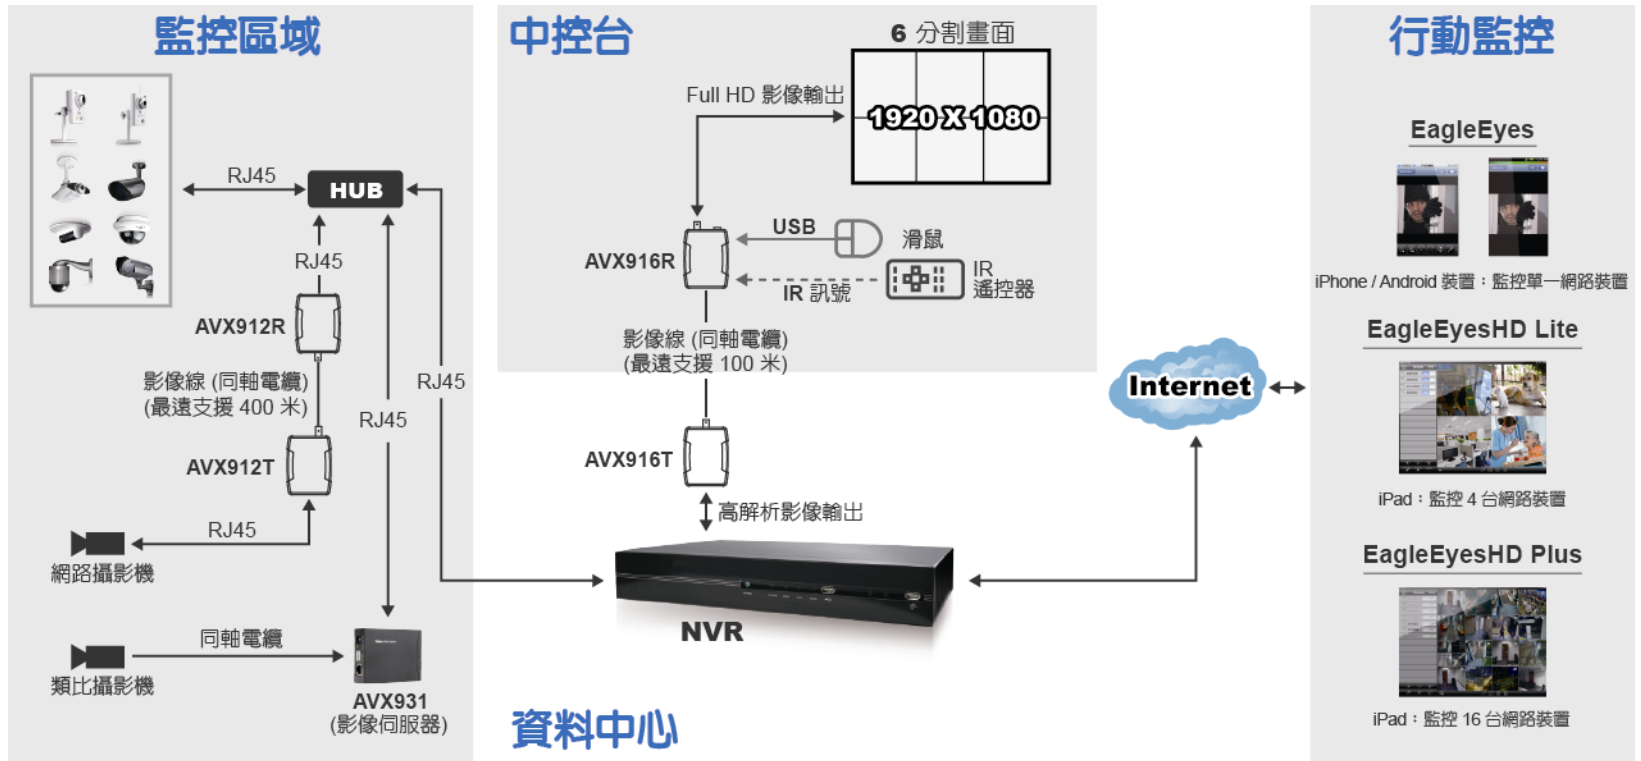 監控區域
RJ45
HUB
RJ45
AVX912R
影像線 (同軸電纜)
(最遠支援 400 米)
RJ45
RJ45
AVX912T
RJ45
網路攝影機
同軸電纜
類比攝影機
AVX931
(影像伺服器)
中控台
6 分割畫面
Full HD 影像輸出
1920 X 1080
USB
滑鼠
AVX916R
IR 訊號
IR
遙控器
影像線 (同軸電纜)
(最遠支援 100 米)
AVX916T
高解析影像輸出
NVR
資料中心
Internet
行動監控
EagleEyes
iPhone / Android 裝置：監控單一網路裝置
EagleEyesHD Lite
iPad：監控 4 台網路裝置
EagleEyesHD Plus
iPad：監控 16 台網路裝置